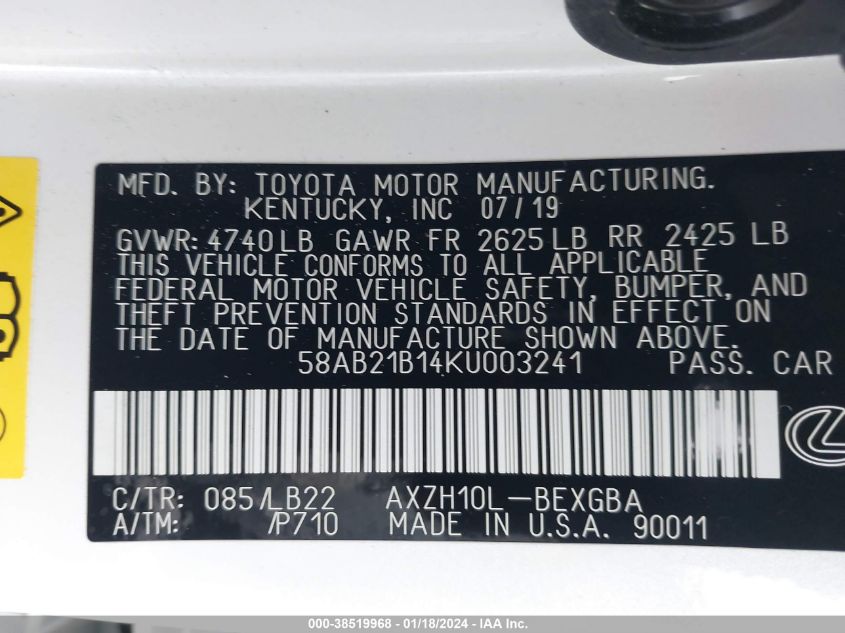 MFD. BY: TOYOTA MOTOR MANUFACTURING.
KENTUCKY, INC 07/19
GVWR: 4740LB GAWR FR 2625LB RR 2425 LB
THIS VEHICLE CONFORMS TO ALL APPLICABLE
FEDERAL MOTOR VEHICLE SAFETY, BUMPER, AND
THEFT PREVENTION STANDARDS IN EFFECT ON
THE DATE OF MANUFACTURE SHOWN ABOVE.
58AB21B14KU003241 PASS. CAR
C/TR: 085/LB22 AXZH10L-BEXGBA
A/TM: /P710 MADE IN U.S.A. 90011
000-38519968 - 01/18/2024 - IAA Inc.